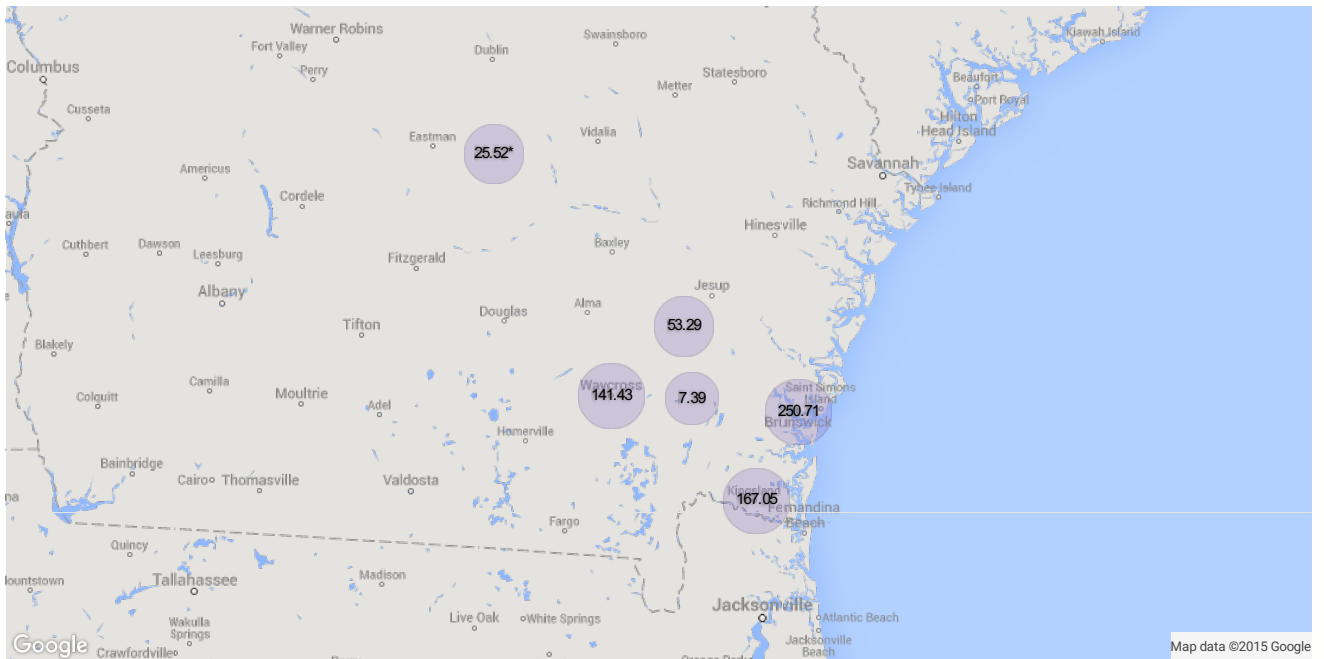 Kiawah Island
Warner Robins
Swainsboro
Fort Valley
Dublin
Columbus
Perry
Statesboro
Beaufort
Metter
Port Royal
Cusseta
Hilton
Head Island
Eastman
Vidalia
25.52*
Savannah
Americus
Tybee Island
Cordele
Richmond Hill
aula
Hinesville
Cuthbert
Dawson
Baxley
Leesburg
Fitzgerald
Albany
Jesup
Alma
Douglas
Tifton
53.29
Blakely
Camilla
Waycross
Saint Simons
Island
Moultrie
141.43
7.39
Colquitt
Adel
250.71
Brunswick
Homerville
Bainbridge
Cairo
Thomasville
Valdosta
Kingsland
167.05
na
Fernandina
Beach
Fargo
Quincy
Tallahassee
Madison
lountstown
Jacksonville
Live Oak
White Springs
Atlantic Beach
Wakulla
Springs
Jacksonville
Beach
Google
Crawfordville
Map data ©2015 Google